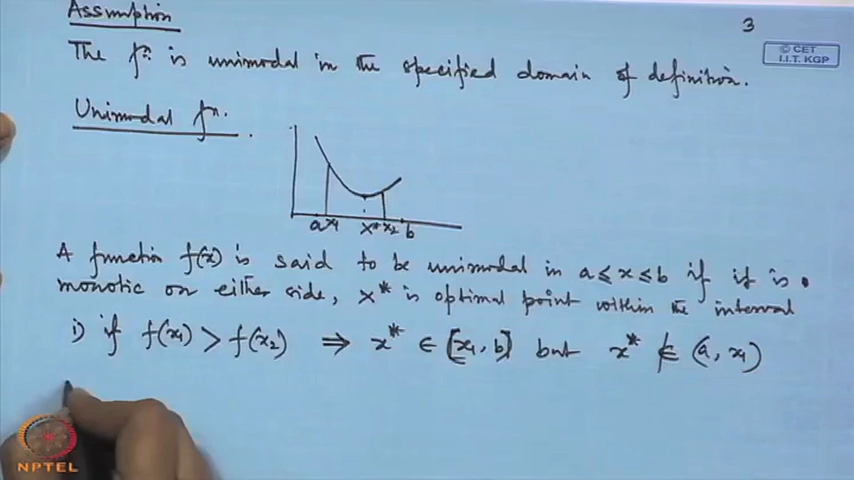 Assumption
3
© CET
I.I.T. KGP
The fn. is unimodal in the specified domain of definition.
Unimodal fn.
a x1 x* x2 b
A function f(x) is said to be unimodal in a ≤ x ≤ b if if is
monotic on either side, x* is optimal point within the interval
i) if f(x1) > f(x2) ⇒ x* ∈ [x1, b] but x* ∉ (a, x1)
NPTEL